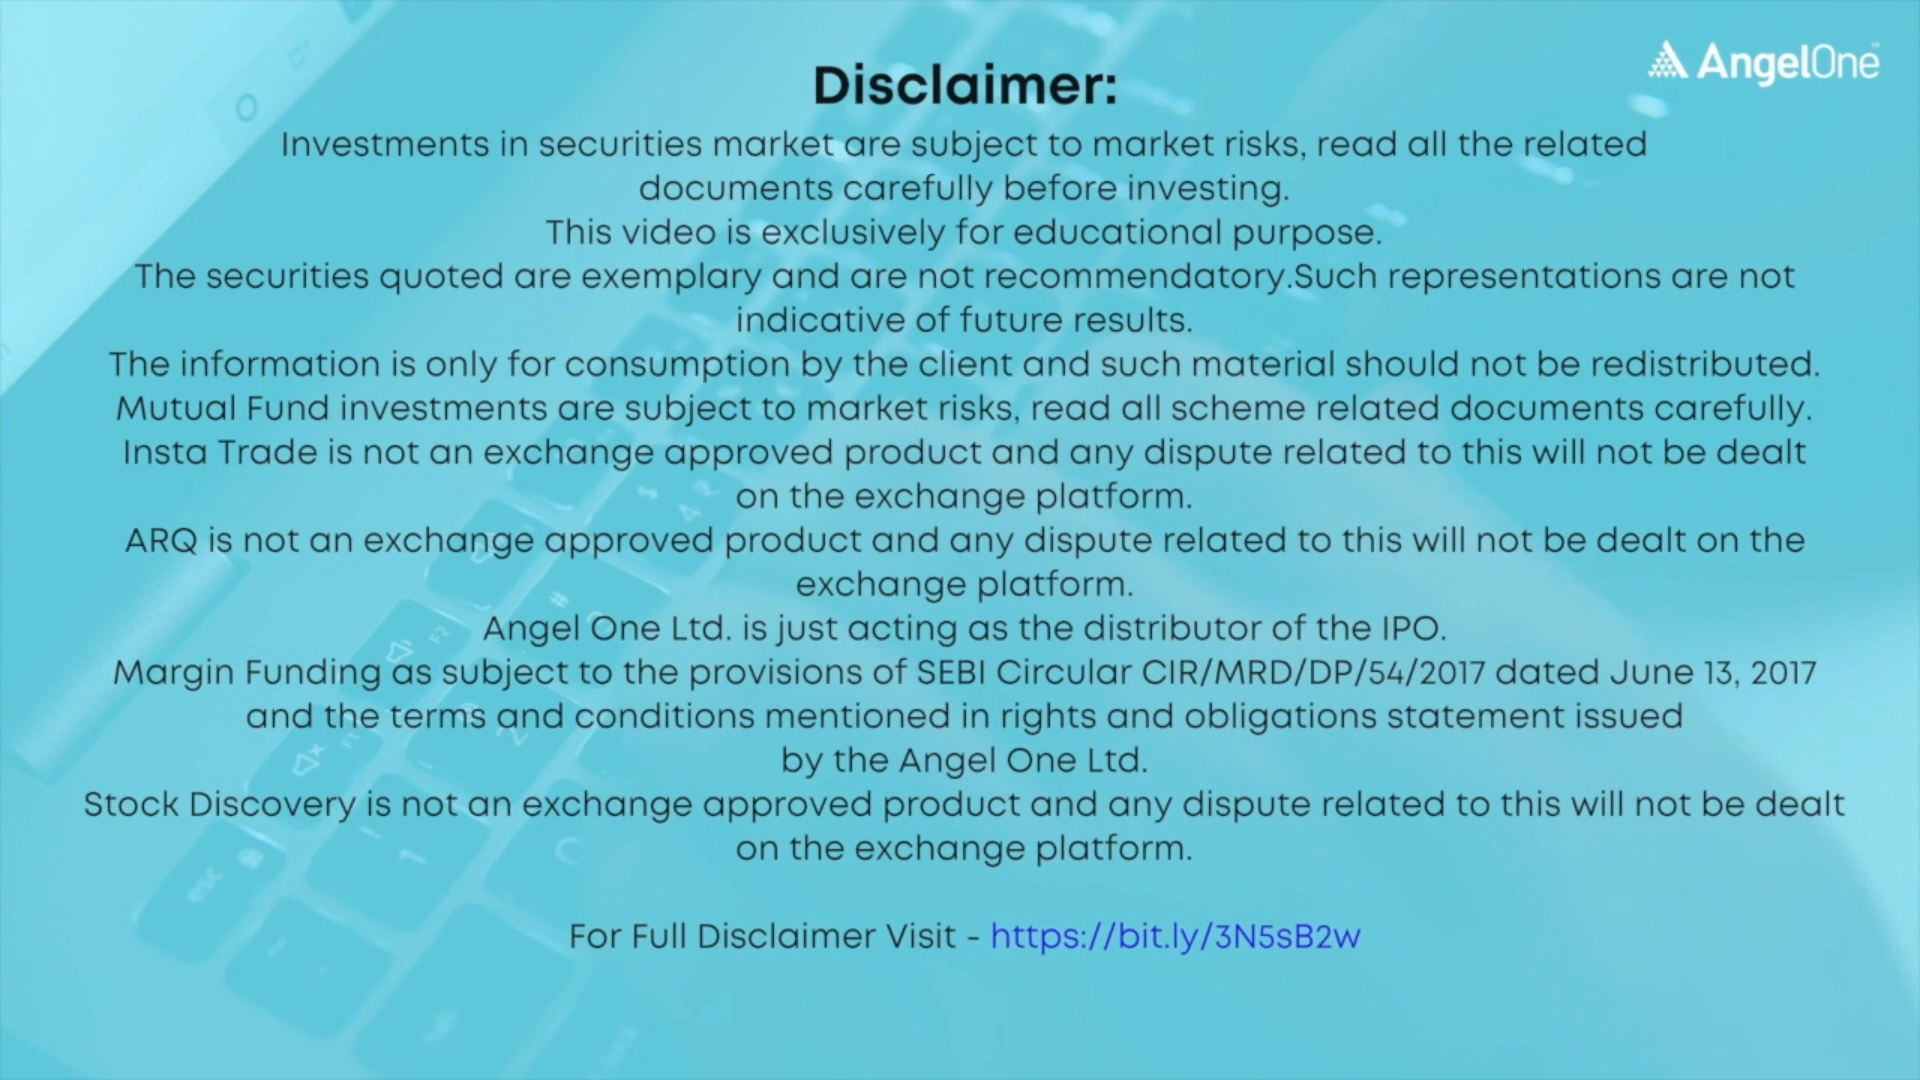 AngelOne™
Disclaimer:
Investments in securities market are subject to market risks, read all the related
documents carefully before investing.
This video is exclusively for educational purpose.
The securities quoted are exemplary and are not recommendatory.Such representations are not
indicative of future results.
The information is only for consumption by the client and such material should not be redistributed.
Mutual Fund investments are subject to market risks, read all scheme related documents carefully.
Insta Trade is not an exchange approved product and any dispute related to this will not be dealt
on the exchange platform.
ARQ is not an exchange approved product and any dispute related to this will not be dealt on the
exchange platform.
Angel One Ltd. is just acting as the distributor of the IPO.
Margin Funding as subject to the provisions of SEBI Circular CIR/MRD/DP/54/2017 dated June 13, 2017
and the terms and conditions mentioned in rights and obligations statement issued
by the Angel One Ltd.
Stock Discovery is not an exchange approved product and any dispute related to this will not be dealt
on the exchange platform.
For Full Disclaimer Visit - https://bit.ly/3N5sB2w